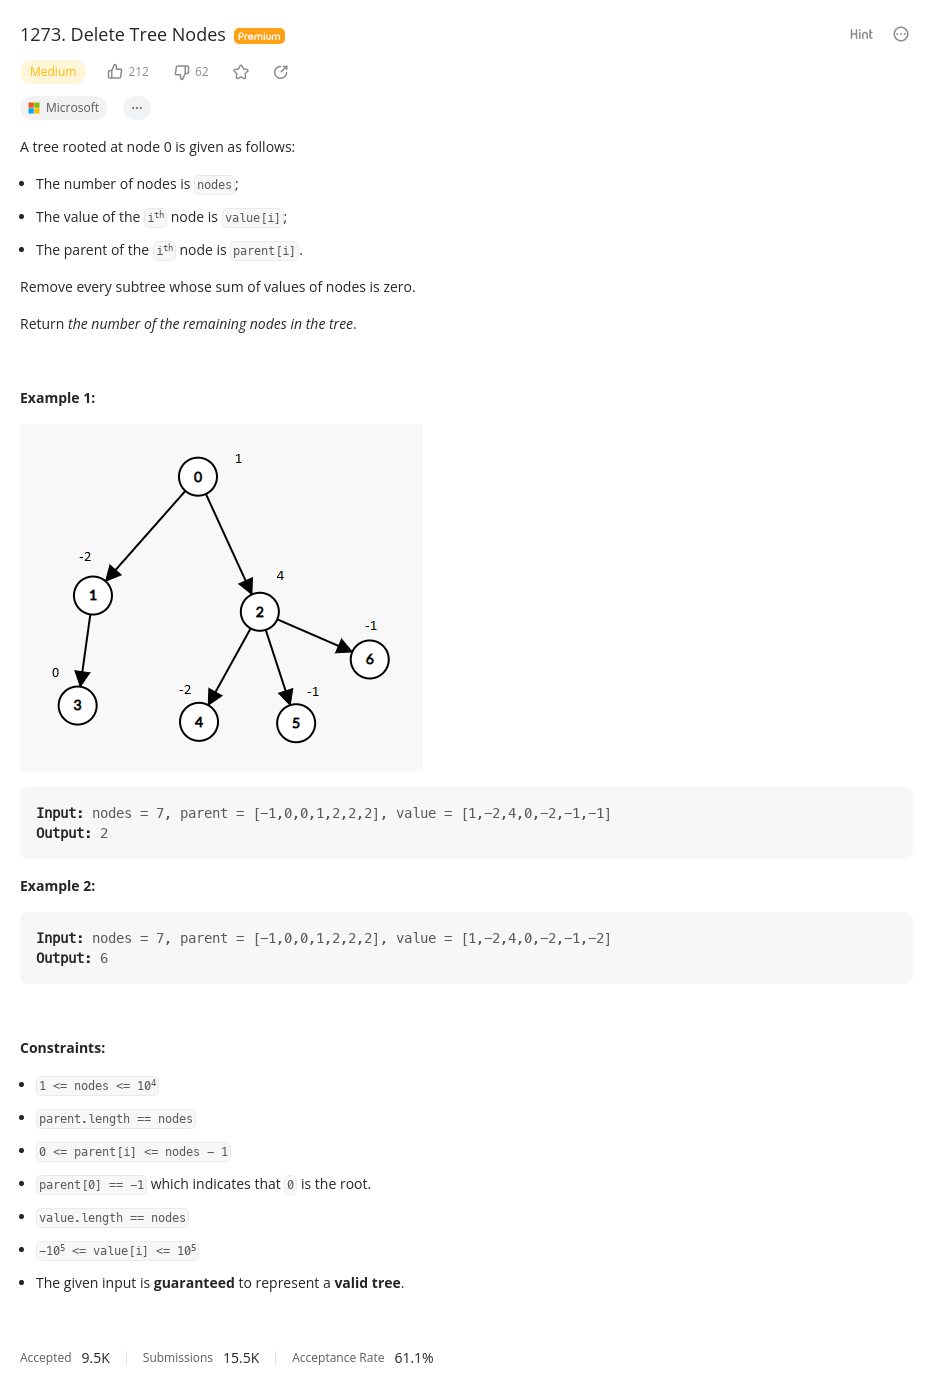 1273. Delete Tree Nodes Premium Hint
Medium 212 62
Microsoft ...
A tree rooted at node 0 is given as follows:
The number of nodes is nodes;
The value of the ith node is value[i];
The parent of the ith node is parent[i].
Remove every subtree whose sum of values of nodes is zero.
Return the number of the remaining nodes in the tree.
Example 1:
1
0
-2
4
1
2
-1
6
0
-2
-1
3
4
5
Input: nodes = 7, parent = [-1,0,0,1,2,2,2], value = [1,-2,4,0,-2,-1,-1]
Output: 2
Example 2:
Input: nodes = 7, parent = [-1,0,0,1,2,2,2], value = [1,-2,4,0,-2,-1,-2]
Output: 6
Constraints:
1 <= nodes <= 10⁴
parent.length == nodes
0 <= parent[i] <= nodes - 1
parent[0] == -1 which indicates that 0 is the root.
value.length == nodes
-10⁵ <= value[i] <= 10⁵
The given input is guaranteed to represent a valid tree.
Accepted 9.5K Submissions 15.5K Acceptance Rate 61.1%